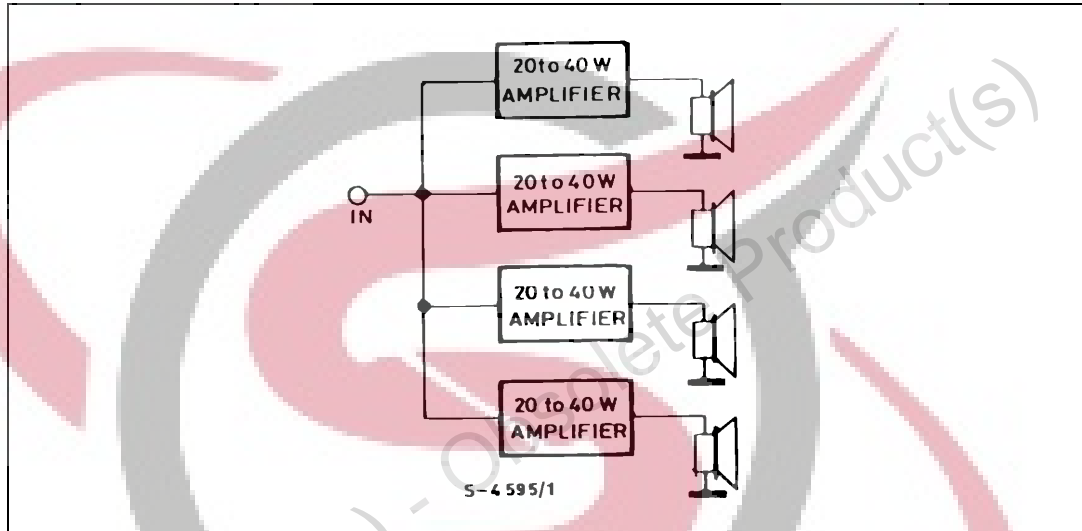 20 to 40 W
AMPLIFIER
20 to 40 W
AMPLIFIER
IN
20 to 40 W
AMPLIFIER
20 to 40 W
AMPLIFIER
S-4595/1
) - Obsolete Product(s)